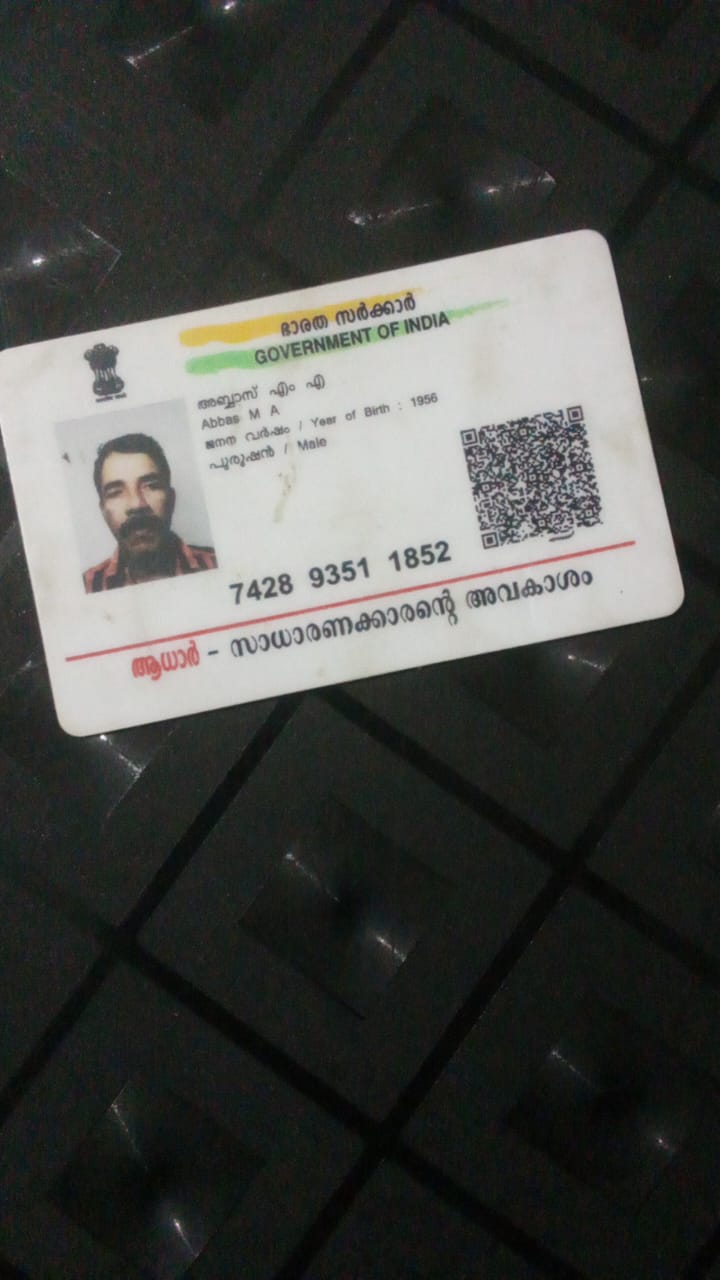 ഭാരത സർക്കാർ
GOVERNMENT OF INDIA
അബ്ബാസ് എം എ
Abbas M A
ജനന വർഷം / Year of Birth : 1956
പുരുഷൻ / Male
7428 9351 1852
ആധാർ - സാധാരണക്കാരന്റെ അവകാശം